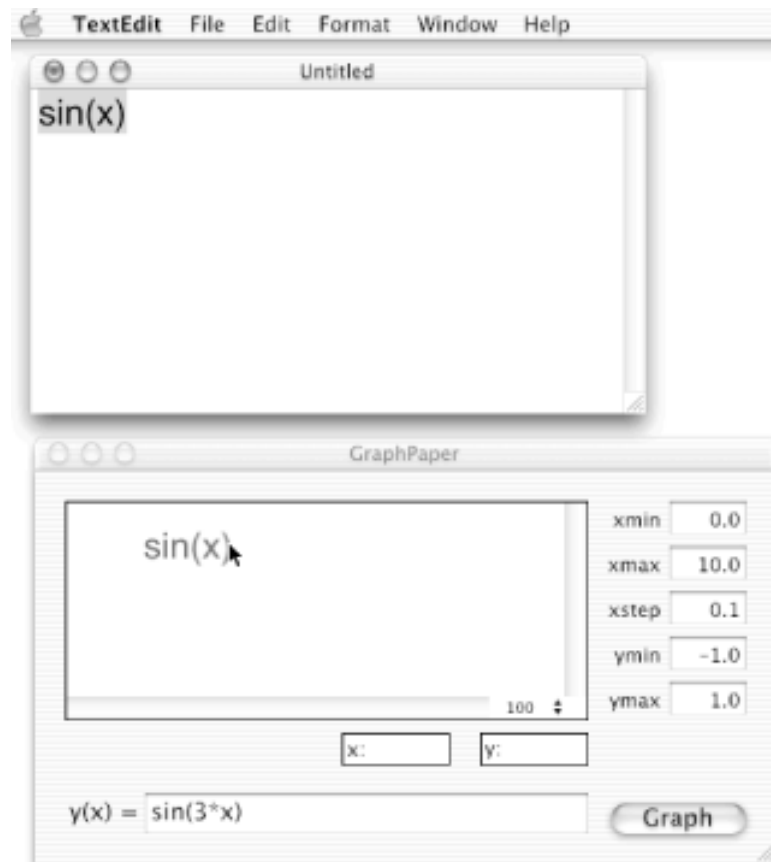 TextEdit File Edit Format Window Help
Untitled
sin(x)
GraphPaper
sin(x)
xmin 0.0
xmax 10.0
xstep 0.1
ymin -1.0
ymax 1.0
100
x: y:
y(x) = sin(3*x)
Graph